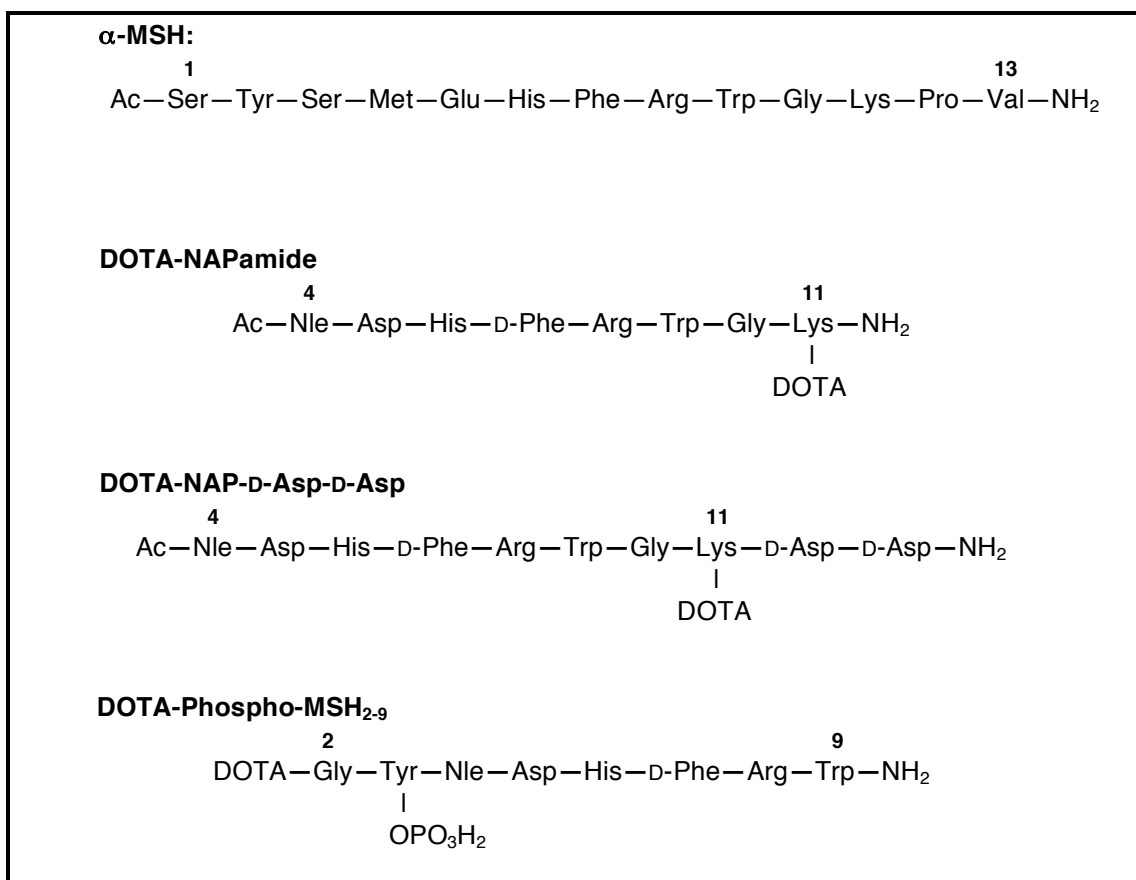 α-MSH:
1 13
Ac—Ser—Tyr—Ser—Met—Glu—His—Phe—Arg—Trp—Gly—Lys—Pro—Val—NH₂
DOTA-NAPamide
4 11
Ac—Nle—Asp—His—D-Phe—Arg—Trp—Gly—Lys—NH₂
DOTA
DOTA-NAP-D-Asp-D-Asp
4 11
Ac—Nle—Asp—His—D-Phe—Arg—Trp—Gly—Lys—D-Asp—D-Asp—NH₂
DOTA
DOTA-Phospho-MSH₂₋₉
2 9
DOTA—Gly—Tyr—Nle—Asp—His—D-Phe—Arg—Trp—NH₂
OPO₃H₂